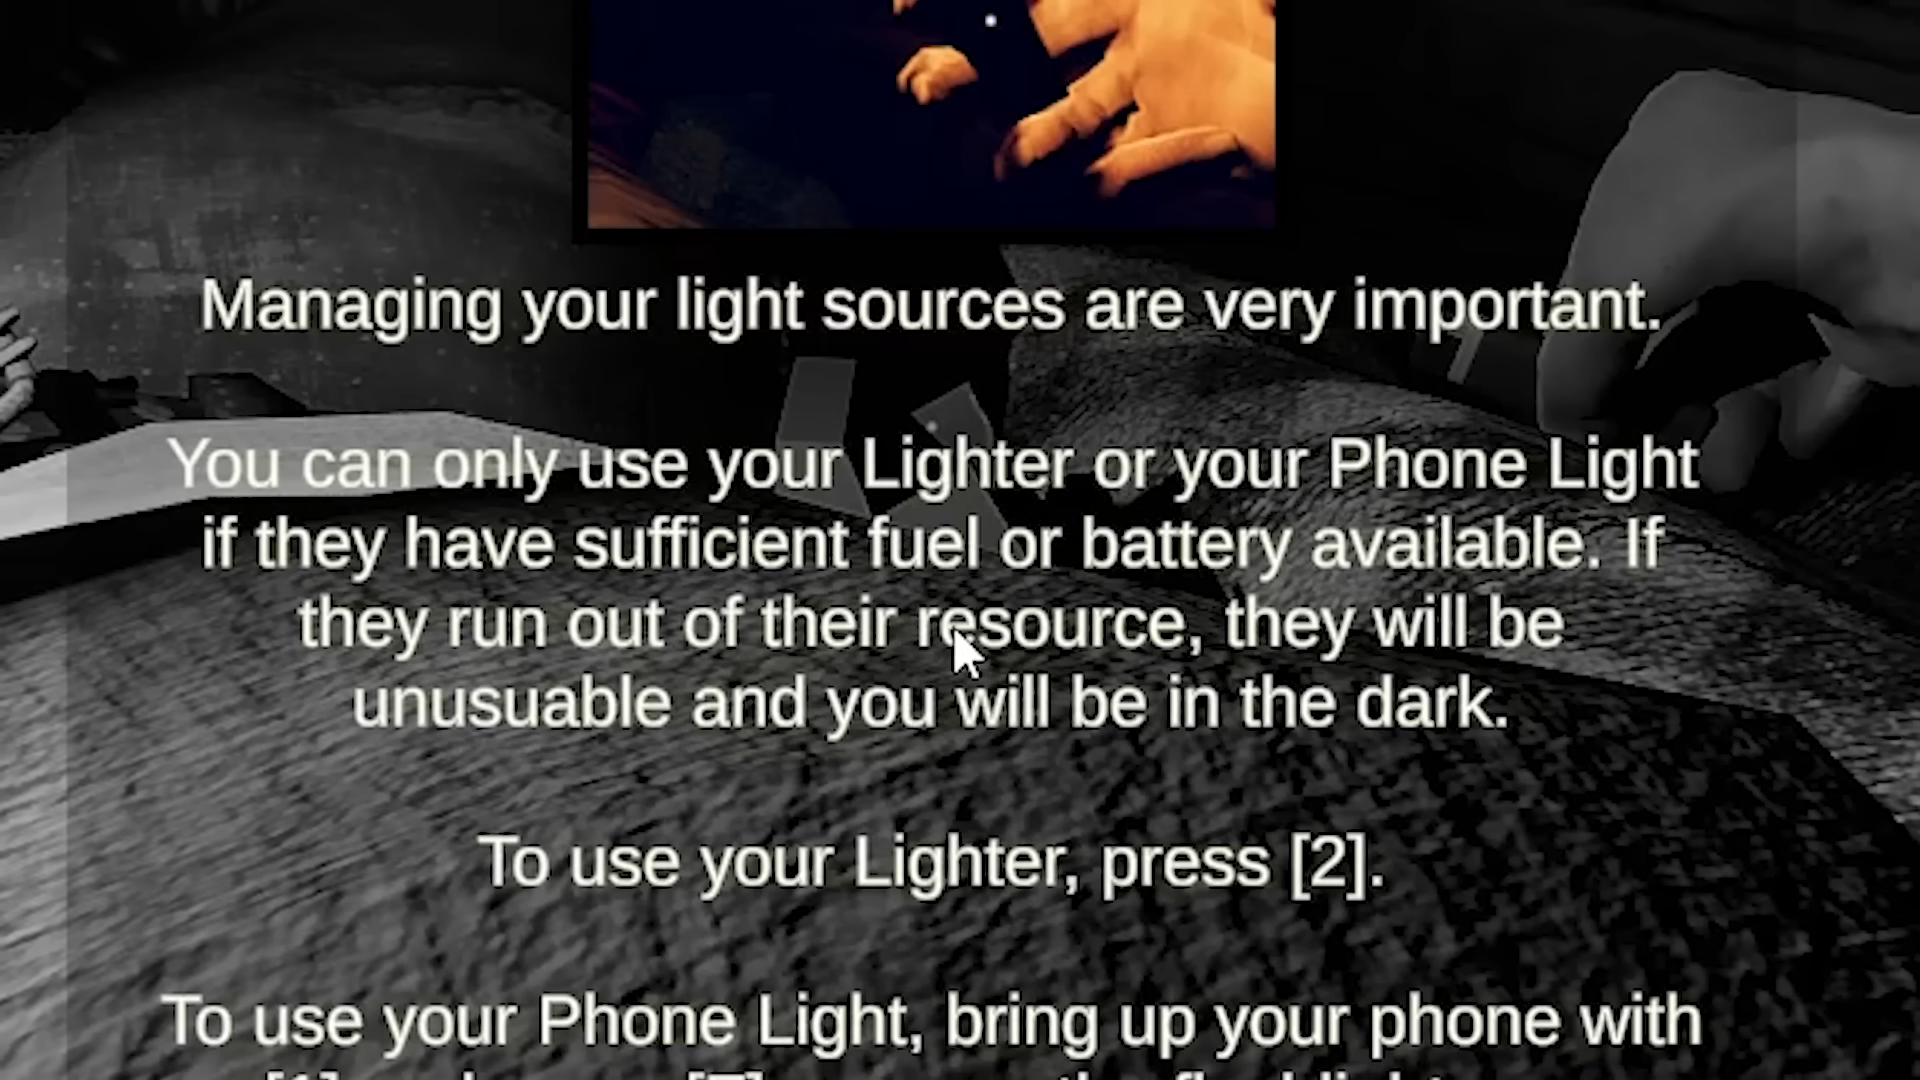 Managing your light sources are very important.
You can only use your Lighter or your Phone Light
if they have sufficient fuel or battery available. If
they run out of their resource, they will be
unusuable and you will be in the dark.
To use your Lighter, press [2].
To use your Phone Light, bring up your phone with